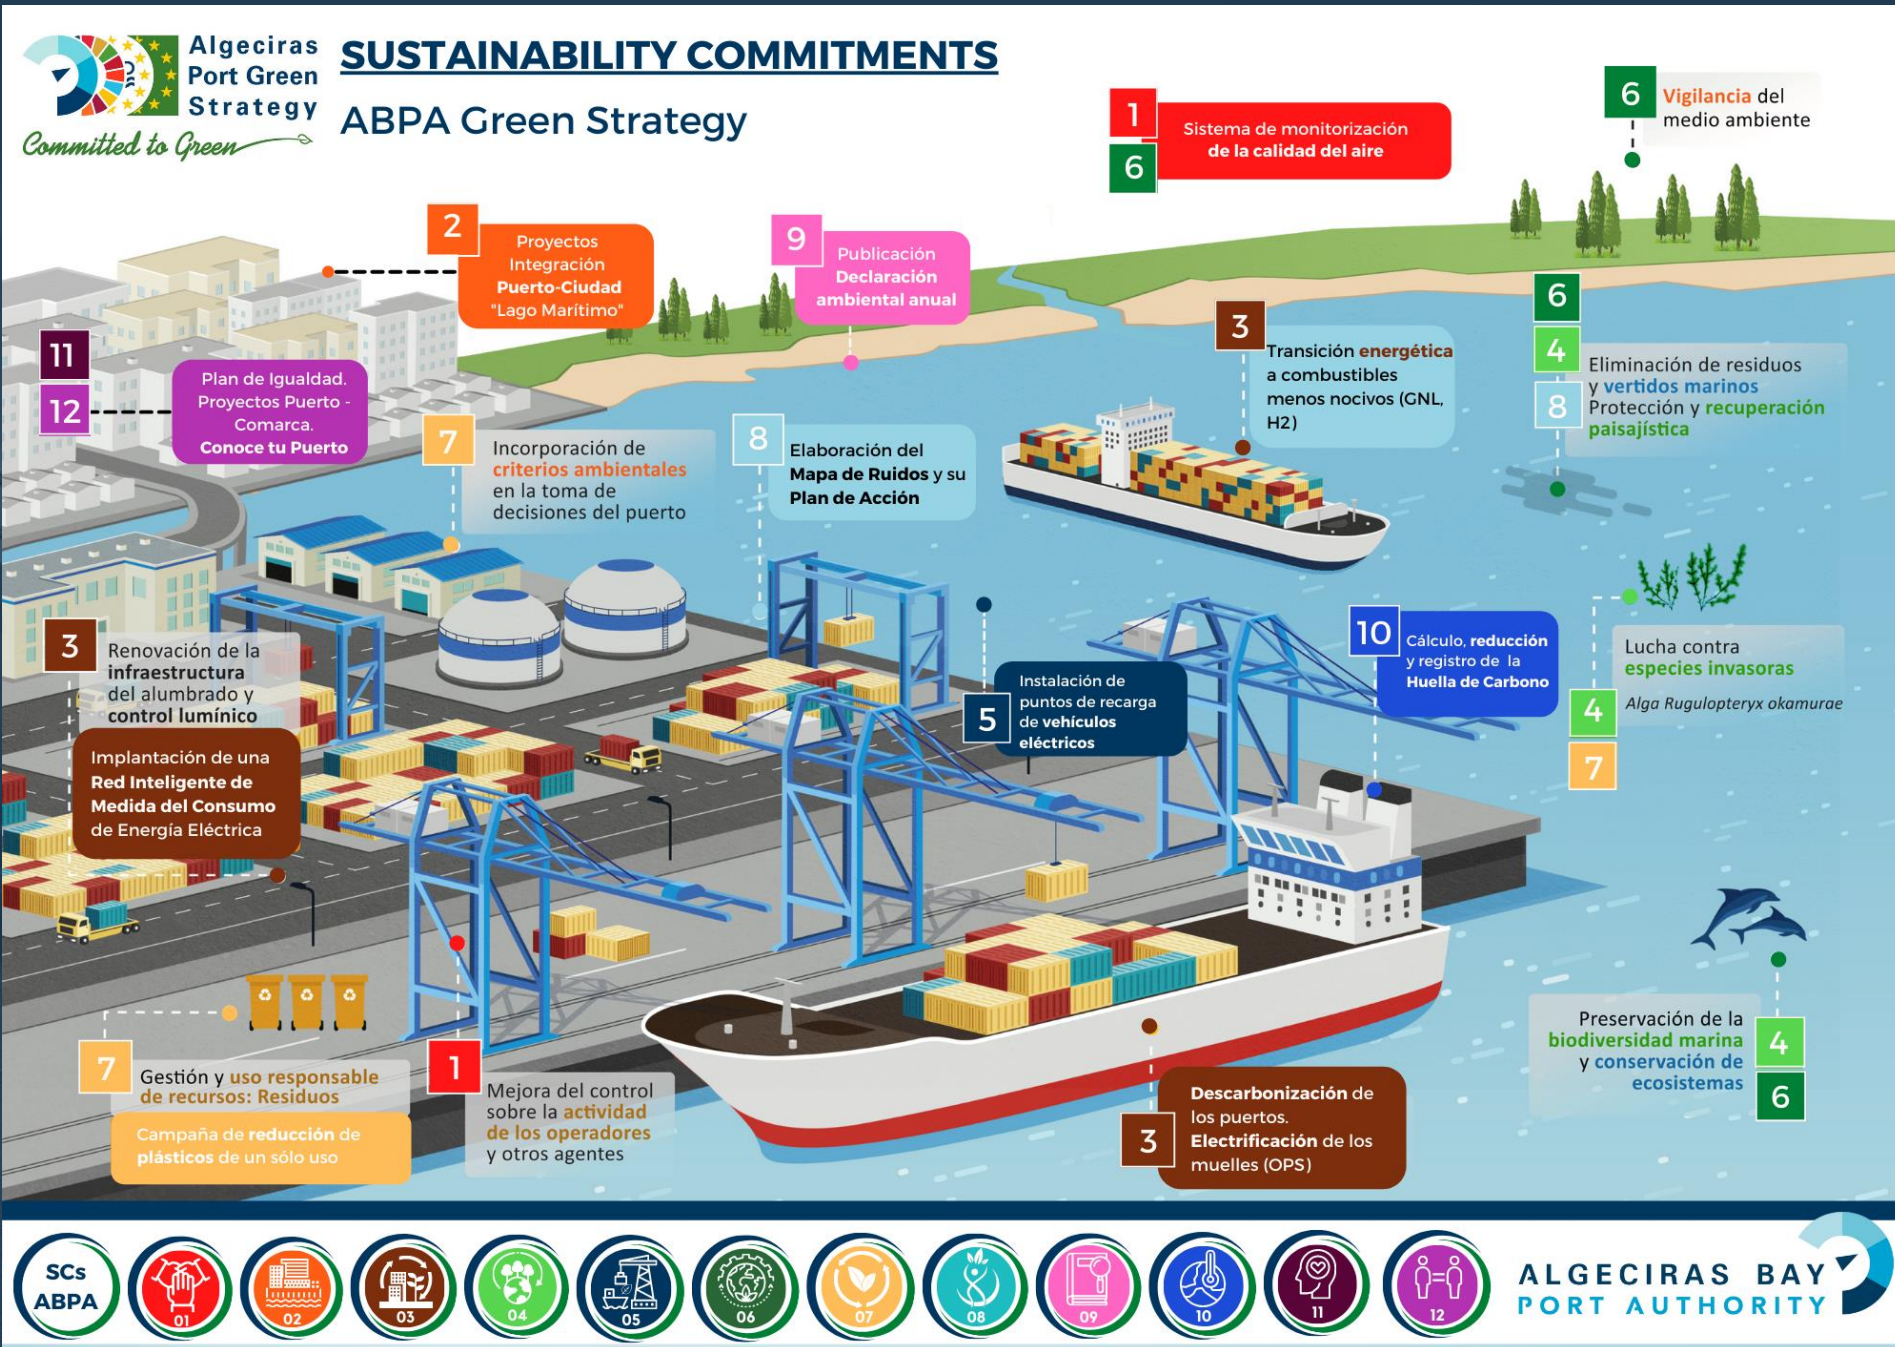 Algeciras
Port Green
Strategy
Committed to Green
SUSTAINABILITY COMMITMENTS
ABPA Green Strategy
1
6
Sistema de monitorización
de la calidad del aire
6
Vigilancia del
medio ambiente
2
Proyectos
Integración
Puerto-Ciudad
"Lago Marítimo"
9
Publicación
Declaración
ambiental anual
11
12
Plan de Igualdad.
Proyectos Puerto -
Comarca.
Conoce tu Puerto
7
Incorporación de
criterios ambientales
en la toma de
decisiones del puerto
8
Elaboración del
Mapa de Ruidos y su
Plan de Acción
3
Transición energética
a combustibles
menos nocivos (GNL,
H2)
6
4
8
Eliminación de residuos
y vertidos marinos
Protección y recuperación
paisajística
3
Renovación de la
infraestructura
del alumbrado y
control lumínico
Implantación de una
Red Inteligente de
Medida del Consumo
de Energía Eléctrica
5
Instalación de
puntos de recarga
de vehículos
eléctricos
10
Cálculo, reducción
y registro de la
Huella de Carbono
Lucha contra
especies invasoras
Alga Rugulopteryx okamurae
4
7
7
Gestión y uso responsable
de recursos: Residuos
Campaña de reducción de
plásticos de un sólo uso
1
Mejora del control
sobre la actividad
de los operadores
y otros agentes
3
Descarbonización de
los puertos.
Electrificación de los
muelles (OPS)
Preservación de la
biodiversidad marina
y conservación de
ecosistemas
4
6
SCs
ABPA
01
02
03
04
05
06
07
08
09
10
11
12
ALGECIRAS BAY
PORT AUTHORITY